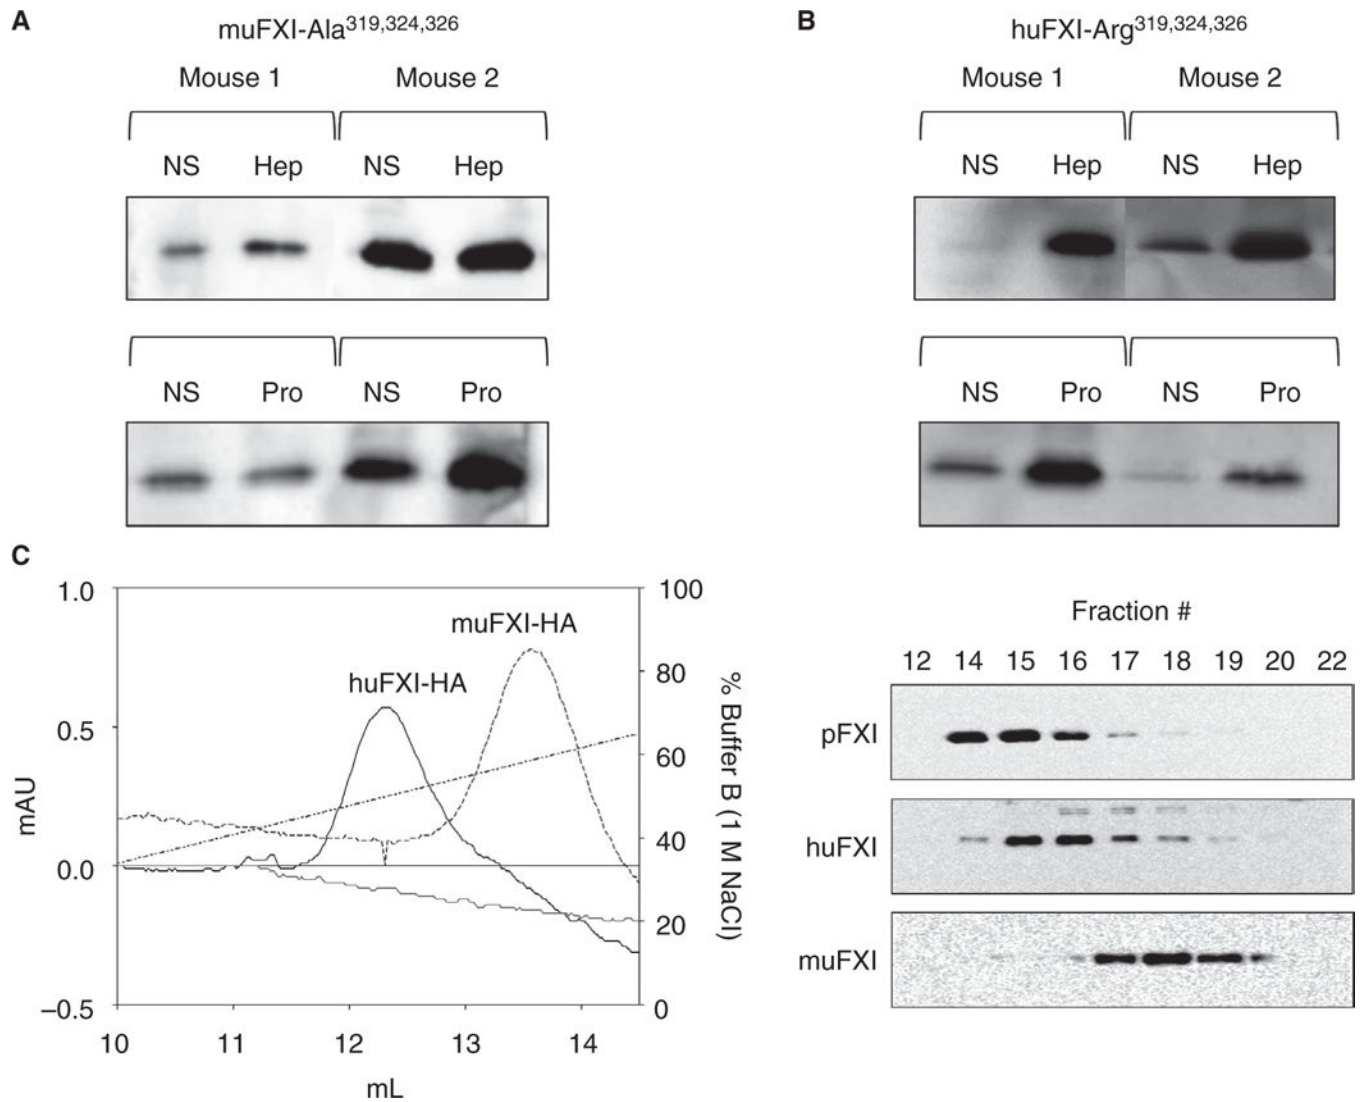 A
muFXI-Ala319,324,326
Mouse 1 Mouse 2
NS Hep NS Hep
NS Pro NS Pro
B
huFXI-Arg319,324,326
Mouse 1 Mouse 2
NS Hep NS Hep
NS Pro NS Pro
C
1.0
0.5
0.0
–0.5
mAU
muFXI-HA
huFXI-HA
100
80
60
40
20
0
% Buffer B (1 M NaCl)
10 11 12 13 14
mL
Fraction #
12 14 15 16 17 18 19 20 22
pFXI
huFXI
muFXI